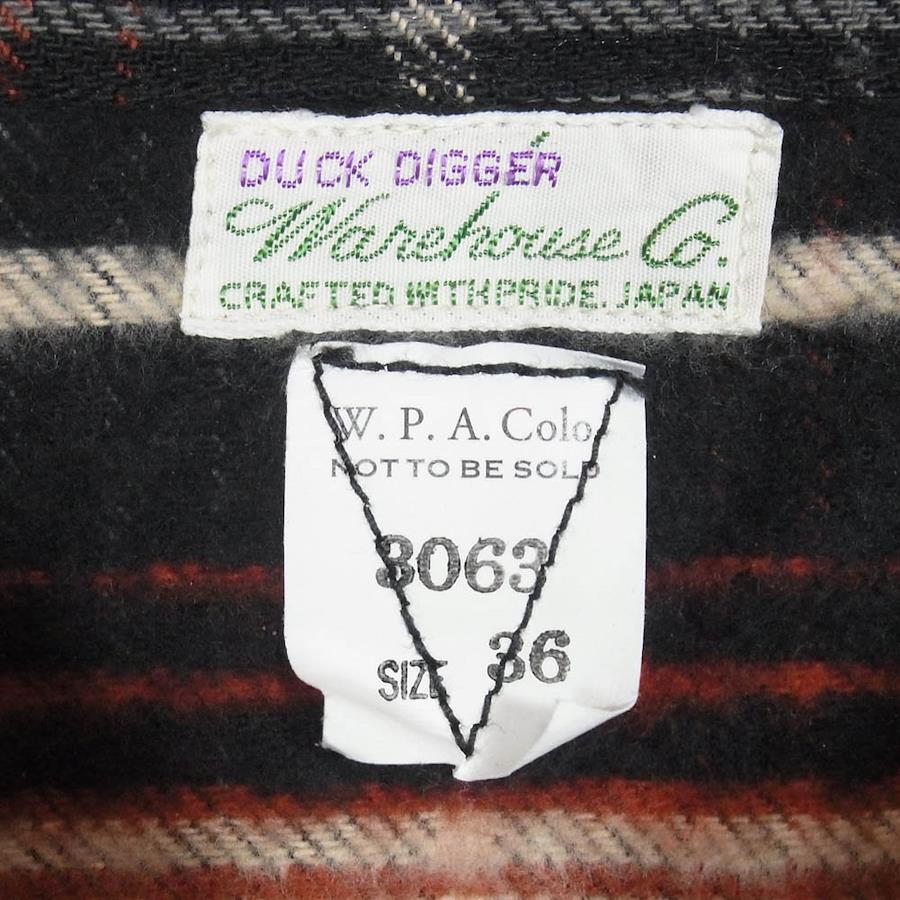 DUCK DIGGER
Warehouse Co.
CRAFTED WITH PRIDE. JAPAN
W. P. A. Colo
NOT TO BE SOLD
3063
SIZE 36